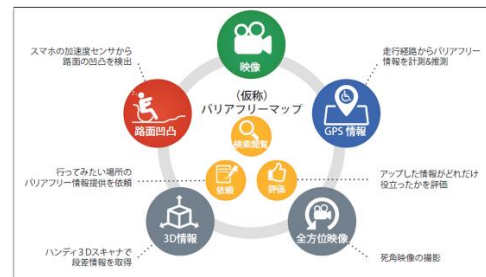 映像
スマホの加速度センサから
路面の凹凸を検出
走行経路からバリアフリー
情報を計測&推測
(仮称)
バリアフリーマップ
路面凹凸
GPS 情報
検索閲覧
行ってみたい場所の
バリアフリー情報提供を依頼
依頼
評価
アップした情報がどれだけ
役立ったかを評価
3D情報
全方位映像
ハンディ3Dスキャナで
段差情報を取得
死角映像の撮影